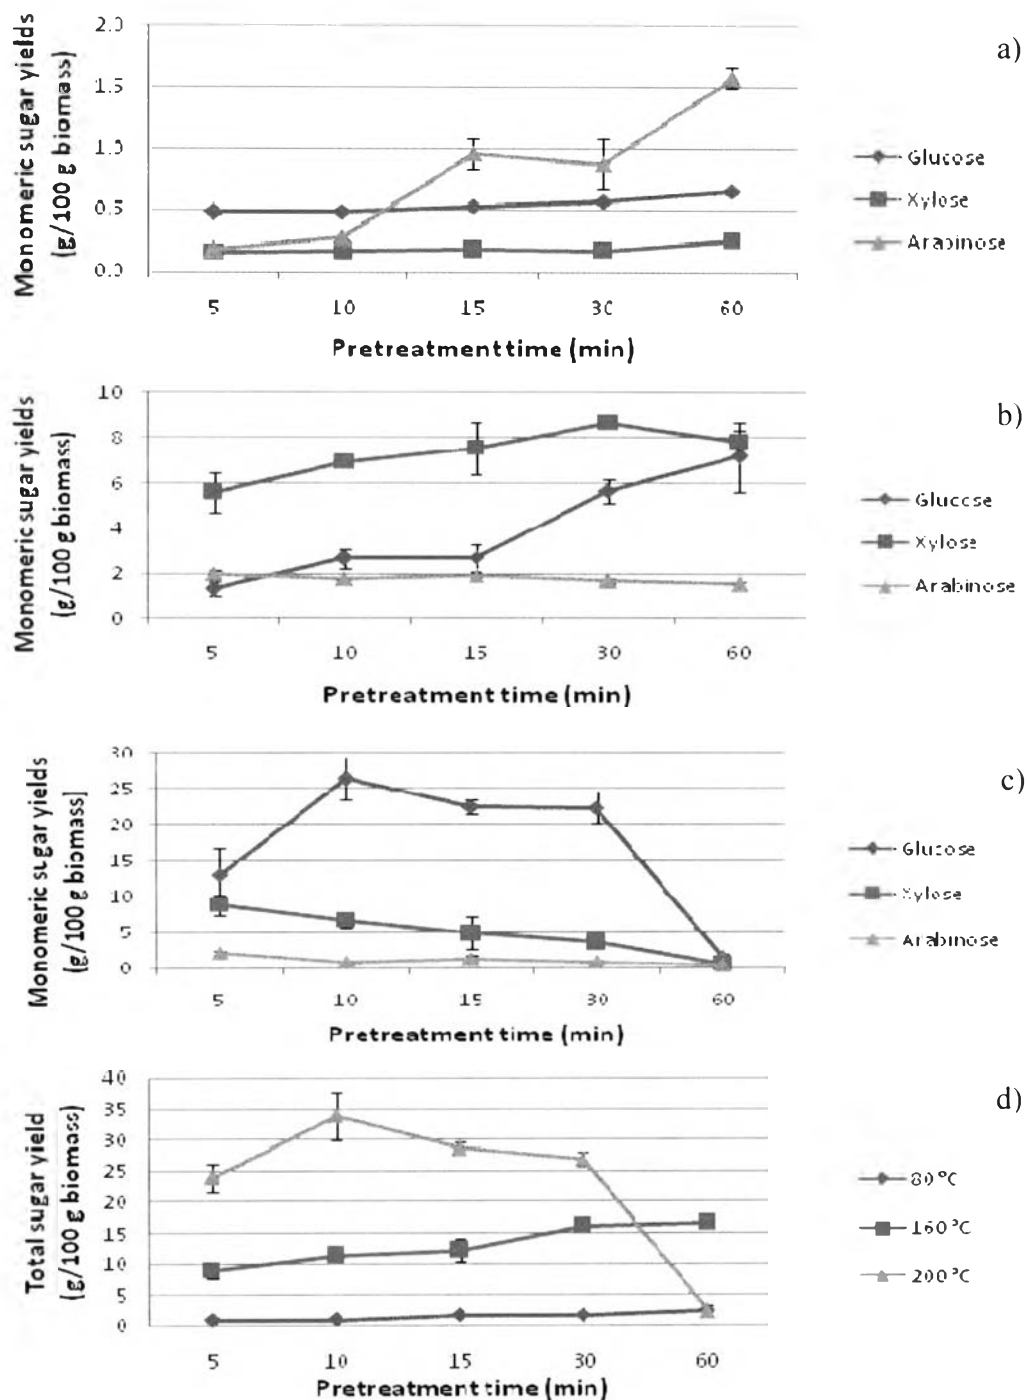 a)
Monomeric sugar yields
(g/100 g biomass)
2.0
1.5
1.0
0.5
0.0
5 10 15 30 60
Pretreatment time (min)
Glucose
Xylose
Arabinose
b)
Monomeric sugar yields
(g/100 g biomass)
10
8
6
4
2
0
5 10 15 30 60
Pretreatment time (min)
Glucose
Xylose
Arabinose
c)
Monomeric sugar yields
(g/100 g biomass)
30
25
20
15
10
5
0
5 10 15 30 60
Pretreatment time (min)
Glucose
Xylose
Arabinose
d)
Total sugar yield
(g/100 g biomass)
40
35
30
25
20
15
10
5
0
5 10 15 30 60
Pretreatment time (min)
80 °C
160 °C
200 °C